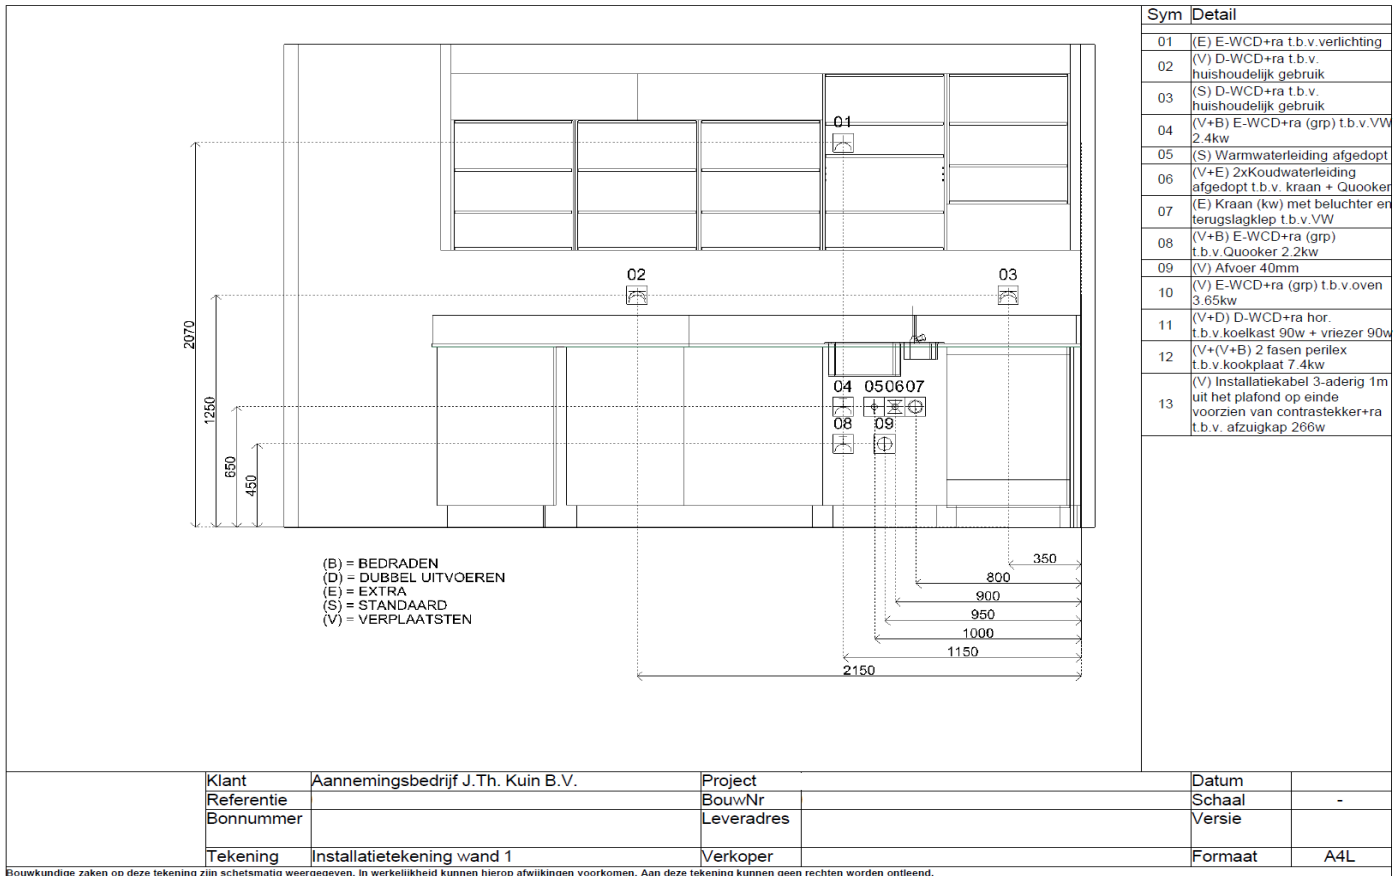 Sym Detail
01 (E) E-WCD+ra t.b.v.verlichting
02 (V) D-WCD+ra t.b.v.
huishoudelijk gebruik
03 (S) D-WCD+ra t.b.v.
huishoudelijk gebruik
04 (V+B) E-WCD+ra (grp) t.b.v.VW
2.4kw
05 (S) Warmwaterleiding afgedopt
06 (V+E) 2xKoudwaterleiding
afgedopt t.b.v. kraan + Quooker
07 (E) Kraan (kw) met beluchter en
terugslagklep t.b.v.VW
08 (V+B) E-WCD+ra (grp)
t.b.v.Quooker 2.2kw
09 (V) Afvoer 40mm
10 (V) E-WCD+ra (grp) t.b.v.oven
3.65kw
11 (V+D) D-WCD+ra hor.
t.b.v.koelkast 90w + vriezer 90w
12 (V+(V+B) 2 fasen perilex
t.b.v.kookplaat 7.4kw
13 (V) Installatiekabel 3-aderig 1m
uit het plafond op einde
voorzien van contrastekker+ra
t.b.v. afzuigkap 266w
01
02
03
04 05 06 07
08 09
2070
1250
650
450
350
800
900
950
1000
1150
2150
(B) = BEDRADEN
(D) = DUBBEL UITVOEREN
(E) = EXTRA
(S) = STANDAARD
(V) = VERPLAATSTEN
Klant Aannemingsbedrijf J.Th. Kuin B.V. Project Datum
Referentie BouwNr Schaal -
Bonnummer Leveradres Versie
Tekening Installatietekening wand 1 Verkoper Formaat A4L
Bouwkundige zaken op deze tekening zijn schetsmatig weergegeven. In werkelijkheid kunnen hierop afwijkingen voorkomen. Aan deze tekening kunnen geen rechten worden ontleend.